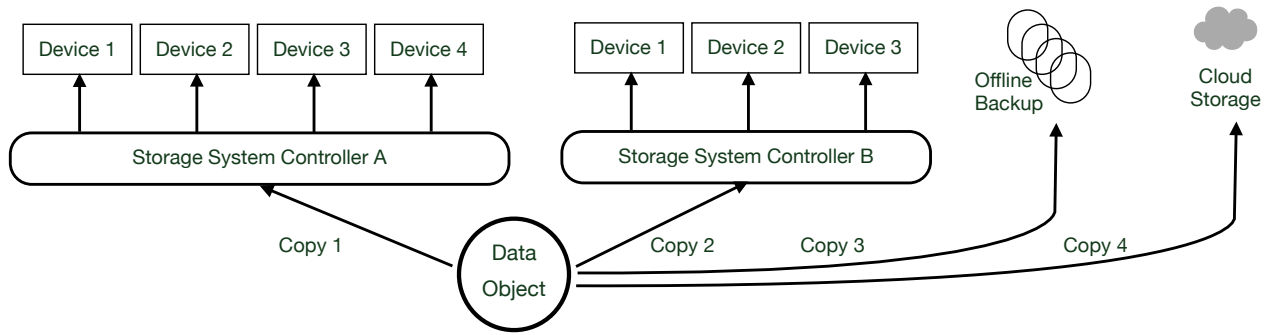 Device 1
Device 2
Device 3
Device 4
Device 1
Device 2
Device 3
Offline
Backup
Cloud
Storage
Storage System Controller A
Storage System Controller B
Copy 1
Copy 2
Copy 3
Copy 4
Data
Object